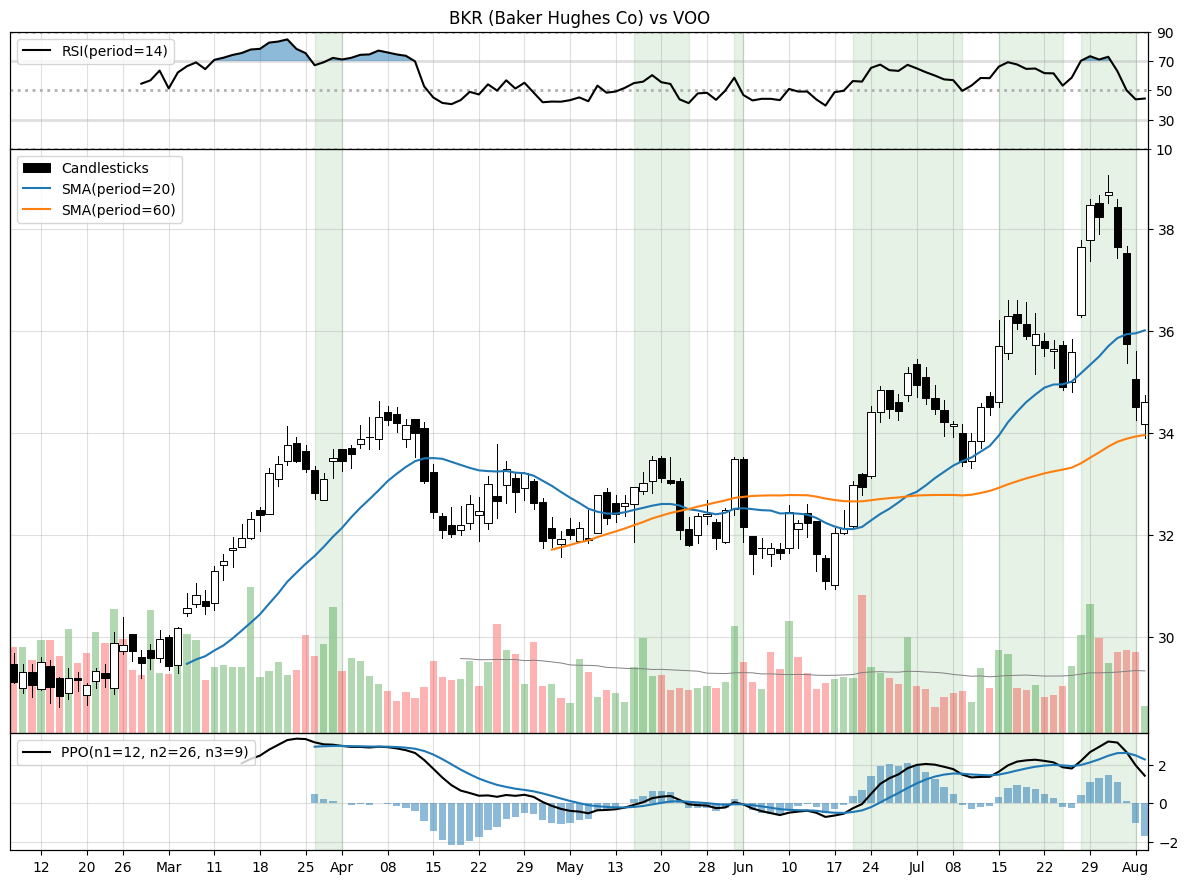 BKR (Baker Hughes Co) vs VOO
RSI(period=14)
90
70
50
30
10
Candlesticks
SMA(period=20)
SMA(period=60)
38
36
34
32
30
PPO(n1=12, n2=26, n3=9)
2
0
−2
12 20 26 Mar 11 18 25 Apr 08 15 22 29 May 13 20 28 Jun 10 17 24 Jul 08 15 22 29 Aug